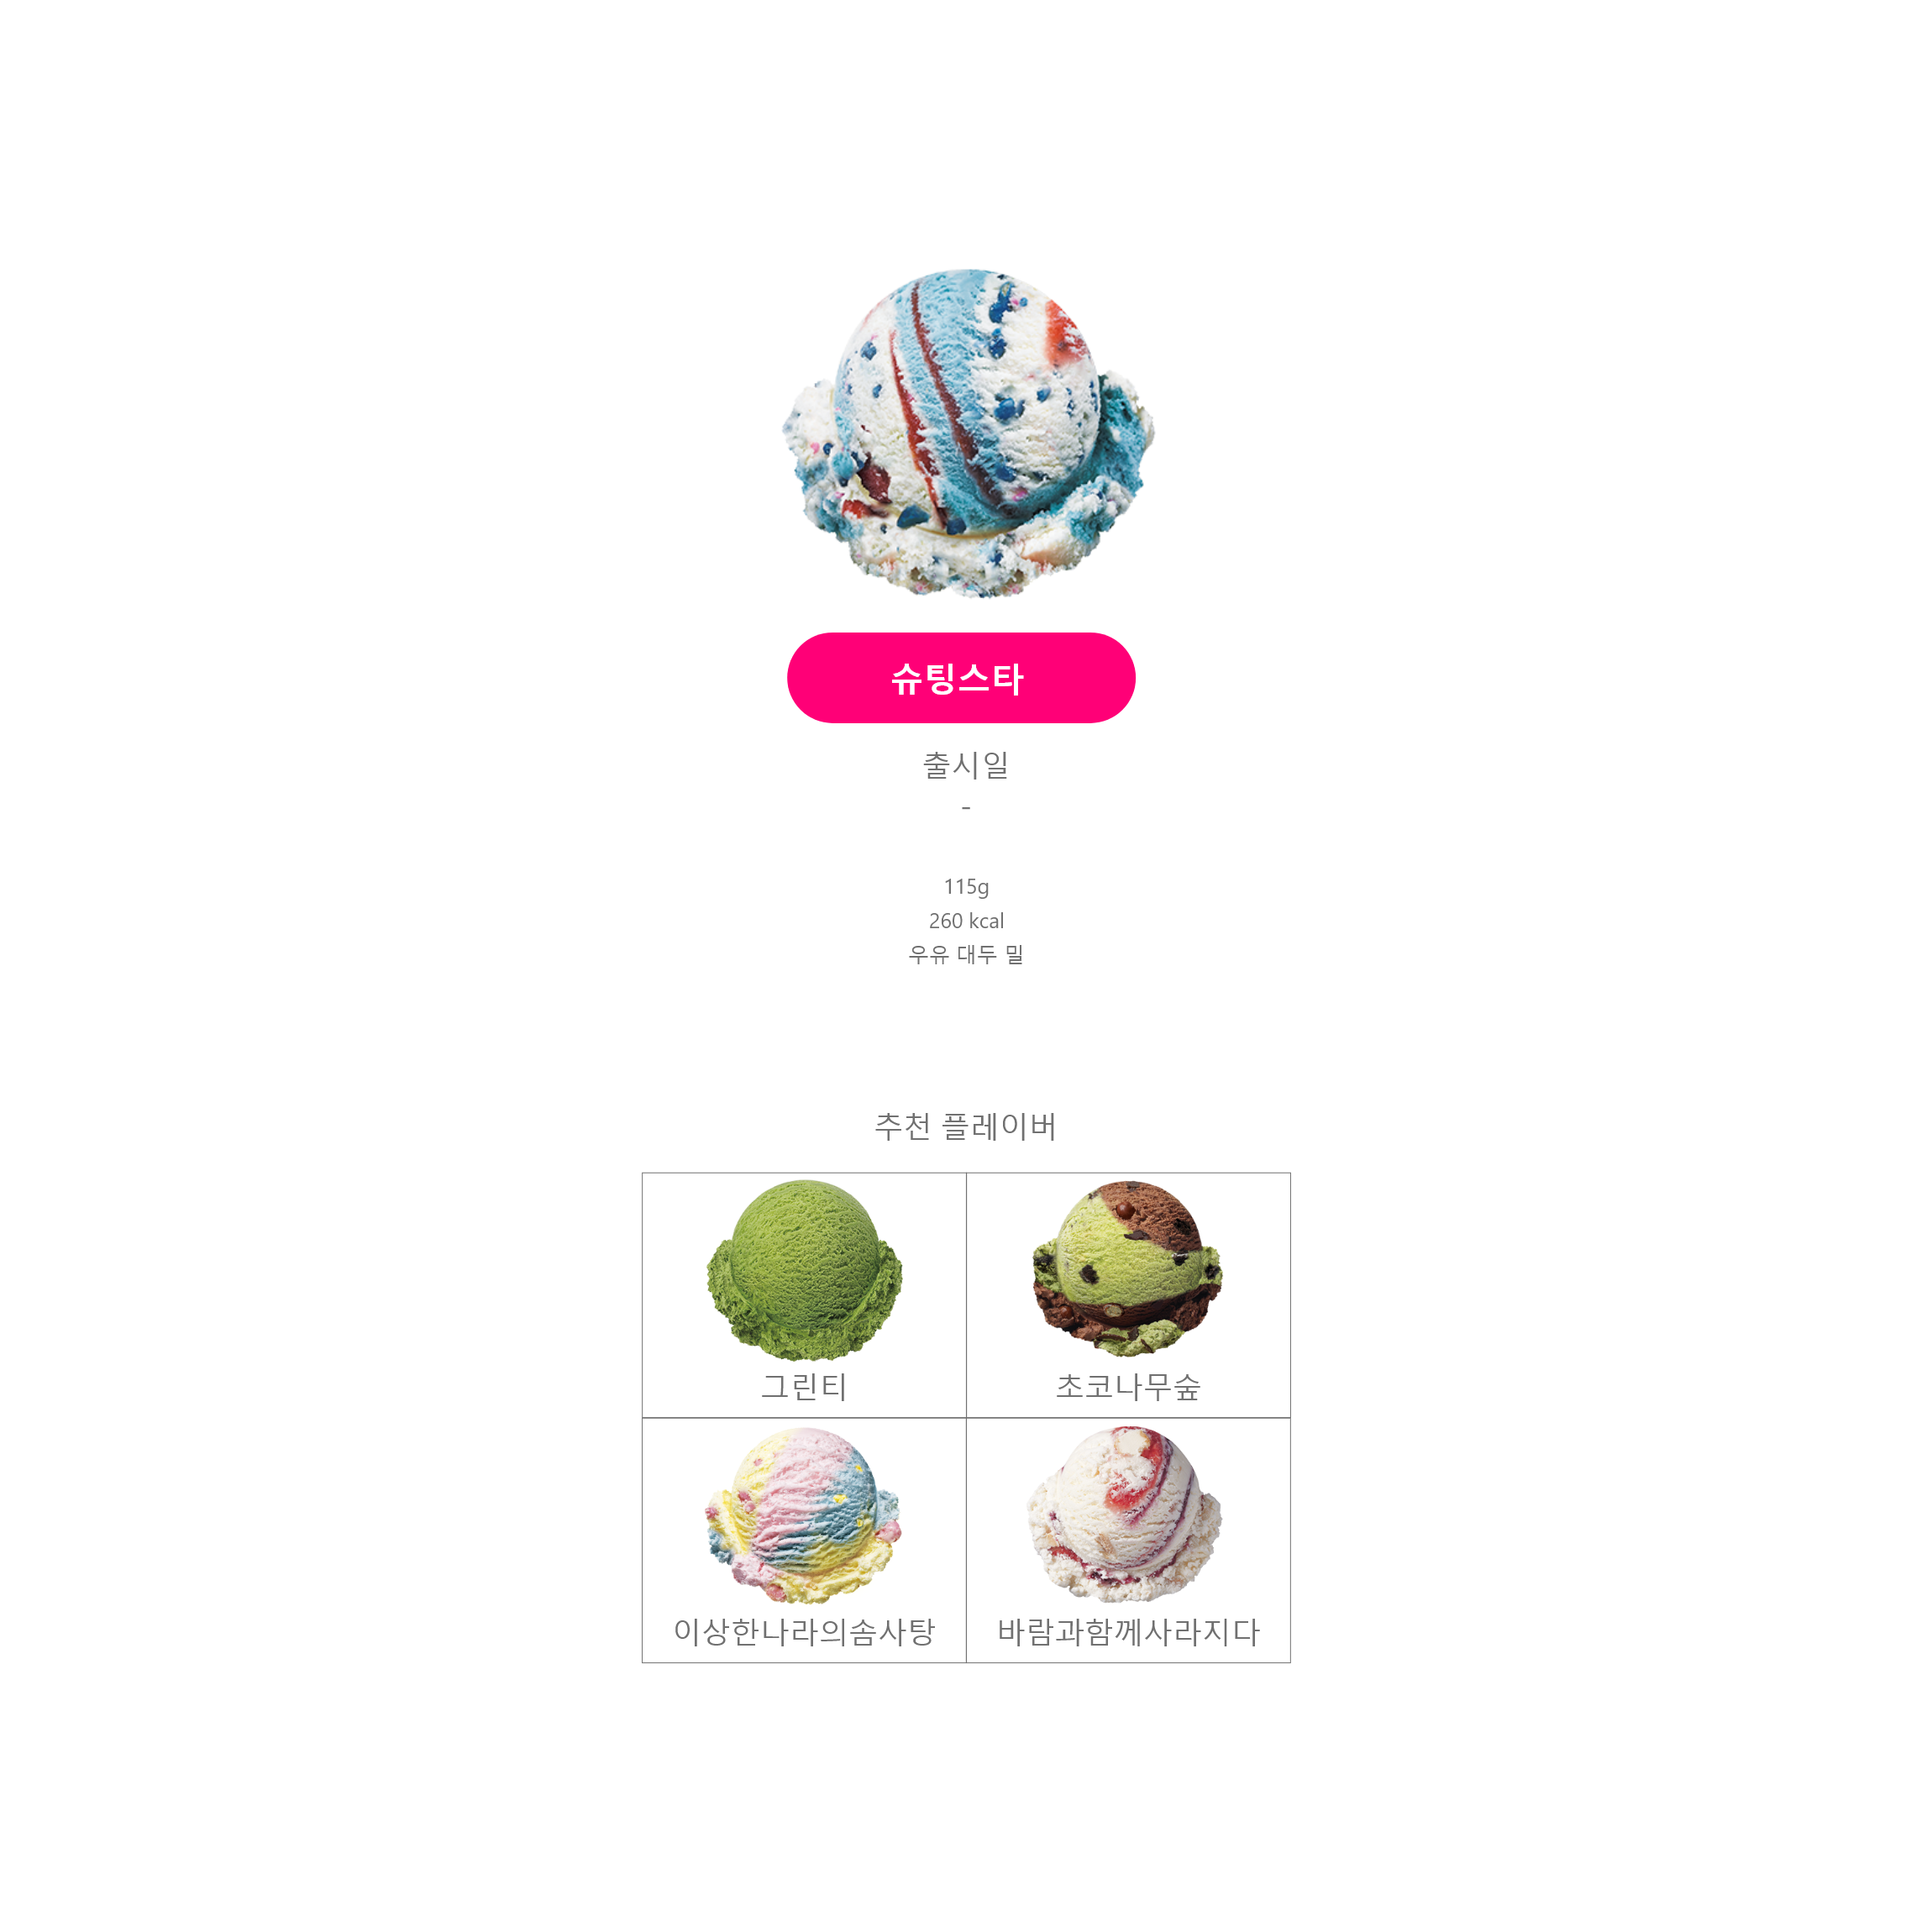 슈팅스타
출시일
-
115g
260 kcal
우유 대두 밀
추천 플레이버
그린티
초코나무숲
이상한나라의솜사탕
바람과함께사라지다